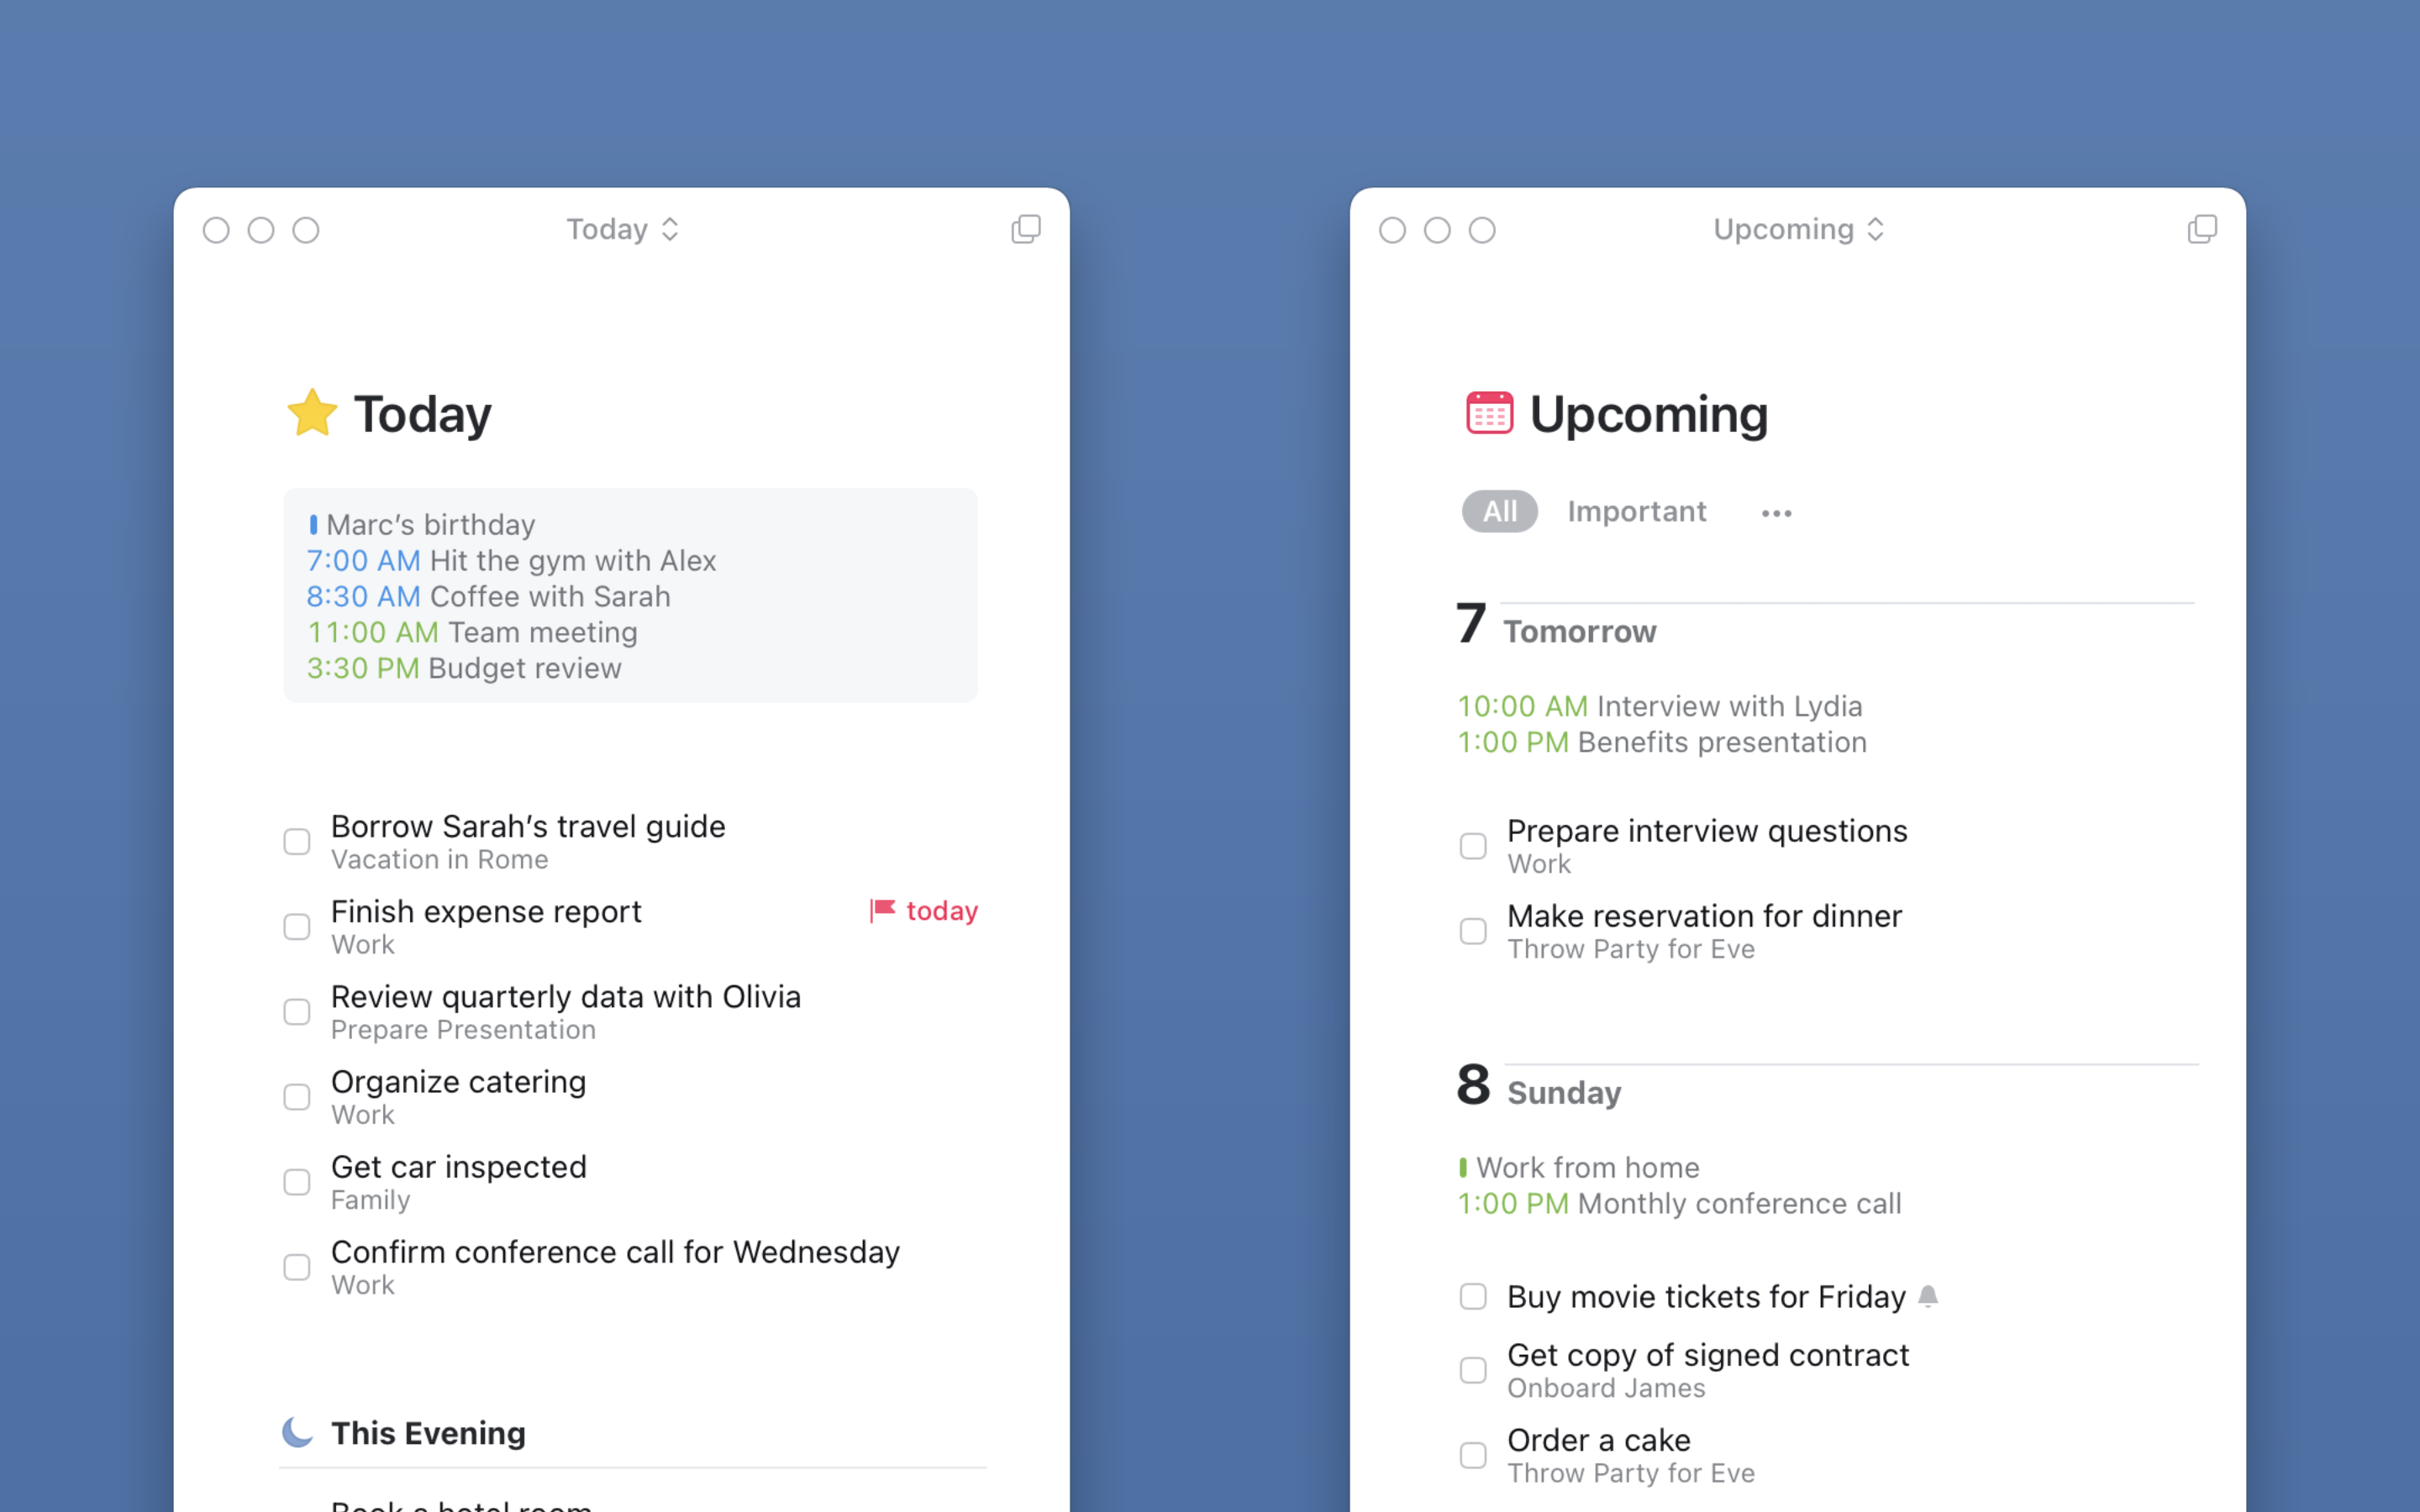 Today
Today
Marc’s birthday
7:00 AM Hit the gym with Alex
8:30 AM Coffee with Sarah
11:00 AM Team meeting
3:30 PM Budget review
Borrow Sarah’s travel guide
Vacation in Rome
Finish expense report
today
Work
Review quarterly data with Olivia
Prepare Presentation
Organize catering
Work
Get car inspected
Family
Confirm conference call for Wednesday
Work
This Evening
Book a hotel room
Upcoming
Upcoming
All Important •••
7 Tomorrow
10:00 AM Interview with Lydia
1:00 PM Benefits presentation
Prepare interview questions
Work
Make reservation for dinner
Throw Party for Eve
8 Sunday
Work from home
1:00 PM Monthly conference call
Buy movie tickets for Friday
Get copy of signed contract
Onboard James
Order a cake
Throw Party for Eve